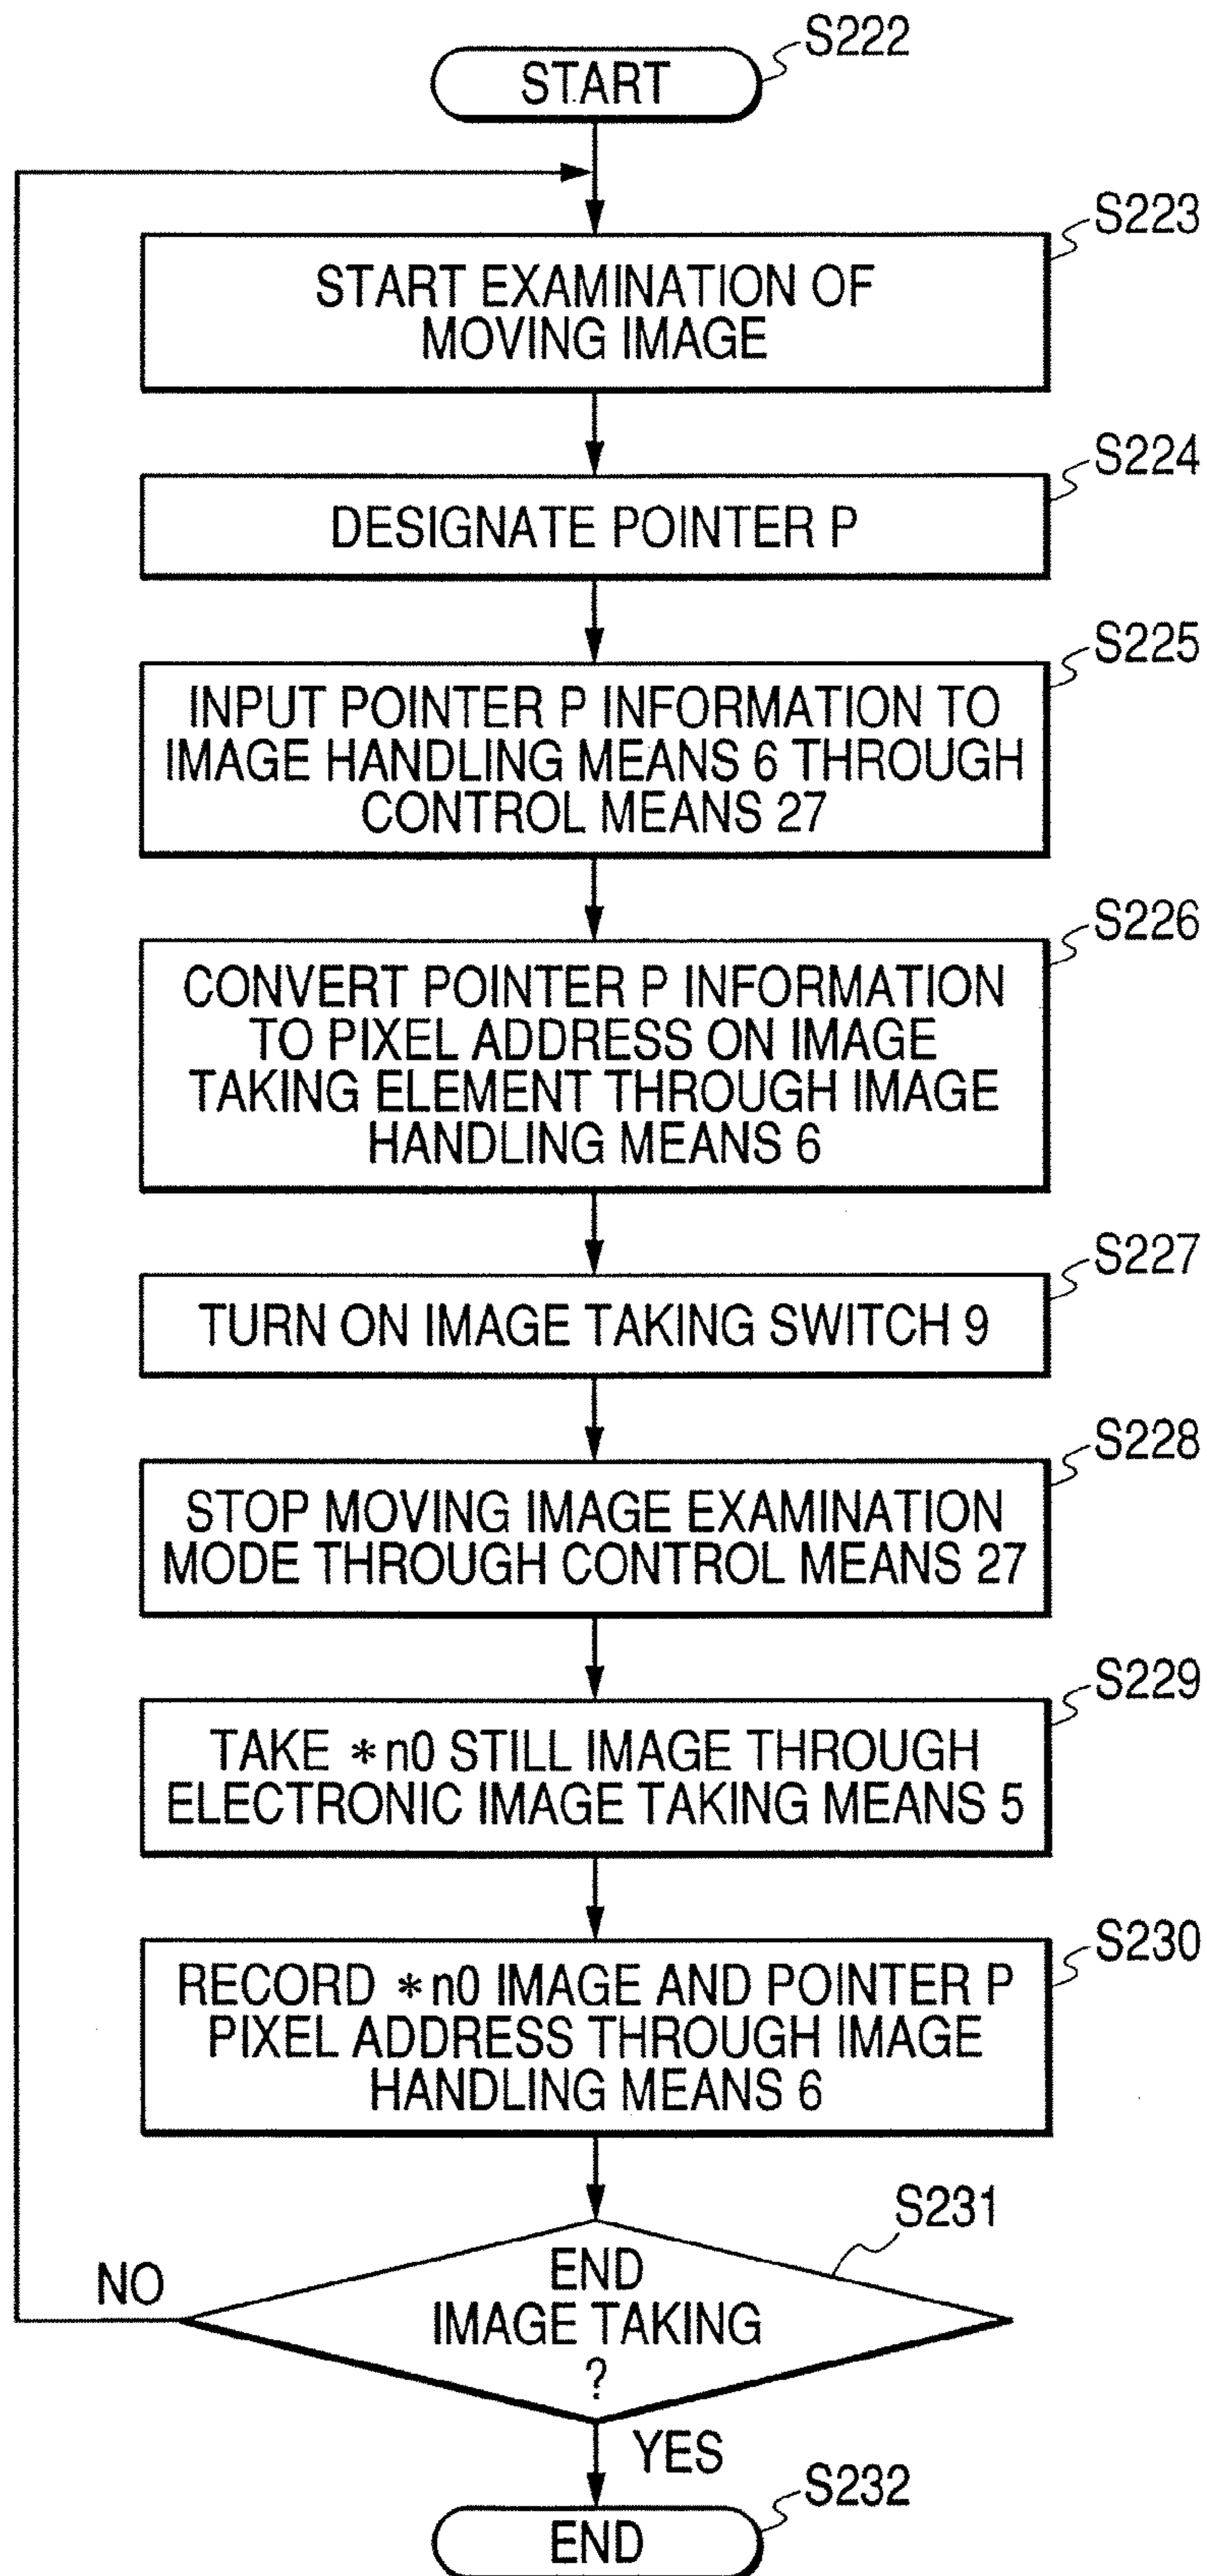 S222
START
S223
START EXAMINATION OF
MOVING IMAGE
S224
DESIGNATE POINTER P
S225
INPUT POINTER P INFORMATION TO
IMAGE HANDLING MEANS 6 THROUGH
CONTROL MEANS 27
S226
CONVERT POINTER P INFORMATION
TO PIXEL ADDRESS ON IMAGE
TAKING ELEMENT THROUGH IMAGE
HANDLING MEANS 6
S227
TURN ON IMAGE TAKING SWITCH 9
S228
STOP MOVING IMAGE EXAMINATION
MODE THROUGH CONTROL MEANS 27
S229
TAKE *n0 STILL IMAGE THROUGH
ELECTRONIC IMAGE TAKING MEANS 5
S230
RECORD *n0 IMAGE AND POINTER P
PIXEL ADDRESS THROUGH IMAGE
HANDLING MEANS 6
S231
NO
END
IMAGE TAKING
?
YES
S232
END